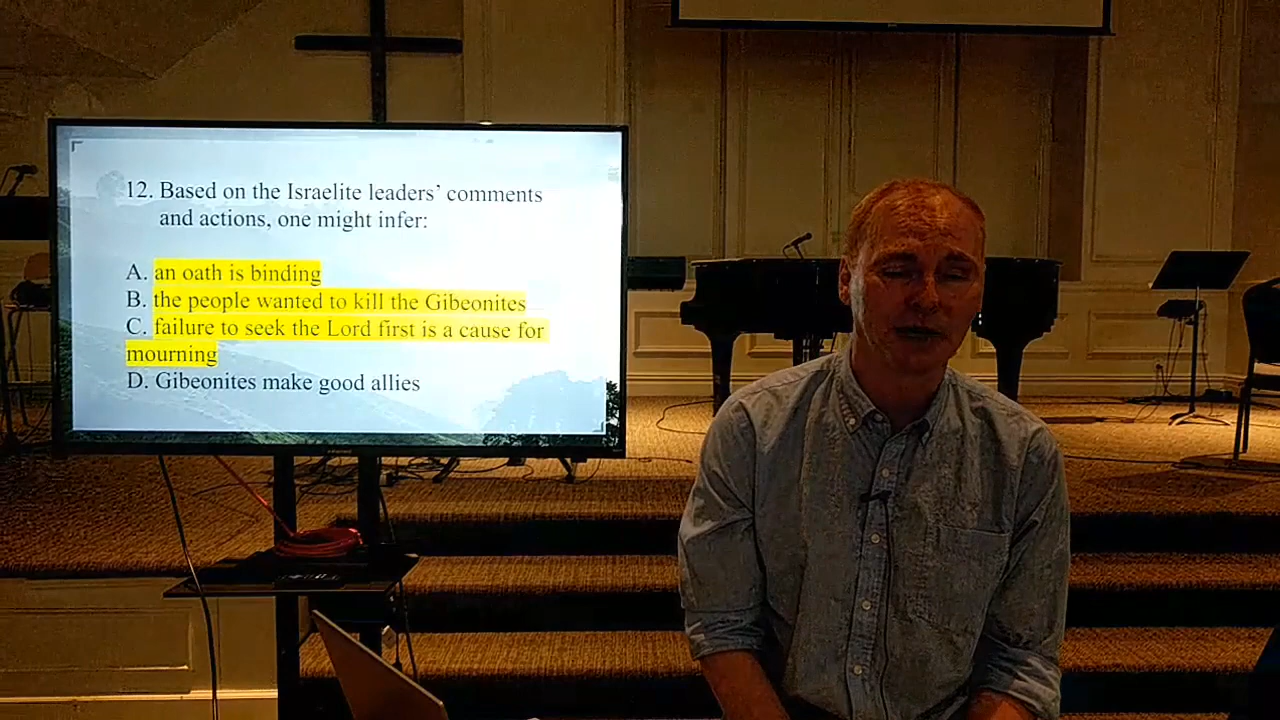 12. Based on the Israelite leaders’ comments
and actions, one might infer:
A. an oath is binding
B. the people wanted to kill the Gibeonites
C. failure to seek the Lord first is a cause for
mourning
D. Gibeonites make good allies